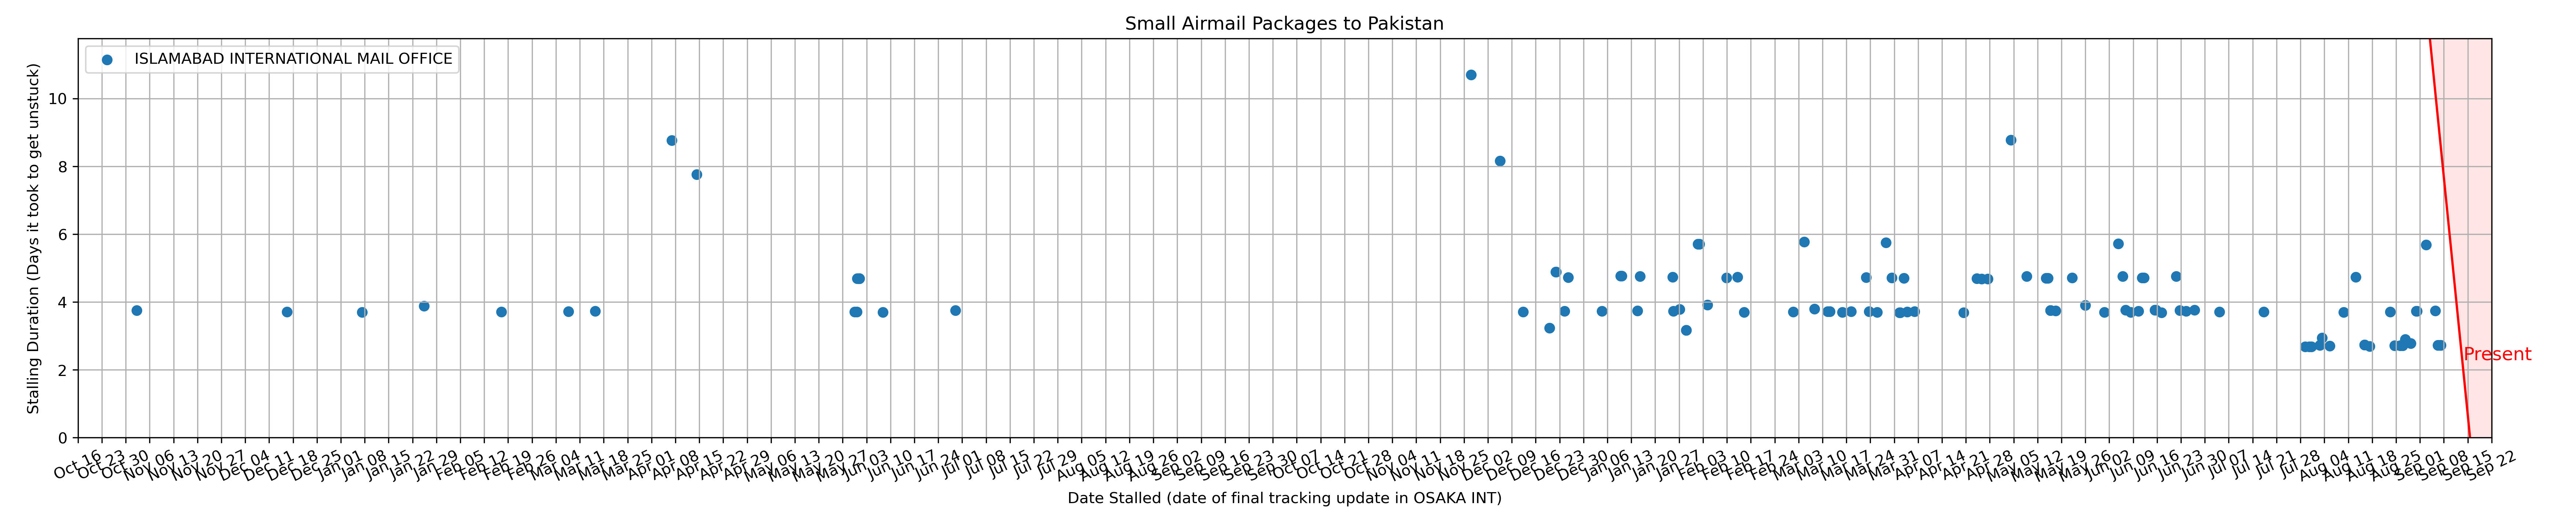 Small Airmail Packages to Pakistan
ISLAMABAD INTERNATIONAL MAIL OFFICE
Stalling Duration (Days it took to get unstuck)
10
8
6
4
2
0
Present
Oct 16 Oct 23 Oct 30 Nov 06 Nov 13 Nov 20 Nov 27 Dec 04 Dec 11 Dec 18 Dec 25 Jan 01 Jan 08 Jan 15 Jan 22 Jan 29 Feb 05 Feb 12 Feb 19 Feb 26 Mar 04 Mar 11 Mar 18 Mar 25 Apr 01 Apr 08 Apr 15 Apr 22 Apr 29 May 06 May 13 May 20 May 27 Jun 03 Jun 10 Jun 17 Jun 24 Jul 01 Jul 08 Jul 15 Jul 22 Jul 29 Aug 05 Aug 12 Aug 19 Aug 26 Sep 02 Sep 09 Sep 16 Sep 23 Sep 30 Oct 07 Oct 14 Oct 21 Oct 28 Nov 04 Nov 11 Nov 18 Nov 25 Dec 02 Dec 09 Dec 16 Dec 23 Dec 30 Jan 06 Jan 13 Jan 20 Jan 27 Feb 03 Feb 10 Feb 17 Feb 24 Mar 03 Mar 10 Mar 17 Mar 24 Mar 31 Apr 07 Apr 14 Apr 21 Apr 28 May 05 May 12 May 19 May 26 Jun 02 Jun 09 Jun 16 Jun 23 Jun 30 Jul 07 Jul 14 Jul 21 Jul 28 Aug 04 Aug 11 Aug 18 Aug 25 Sep 01 Sep 08 Sep 15 Sep 22
Date Stalled (date of final tracking update in OSAKA INT)